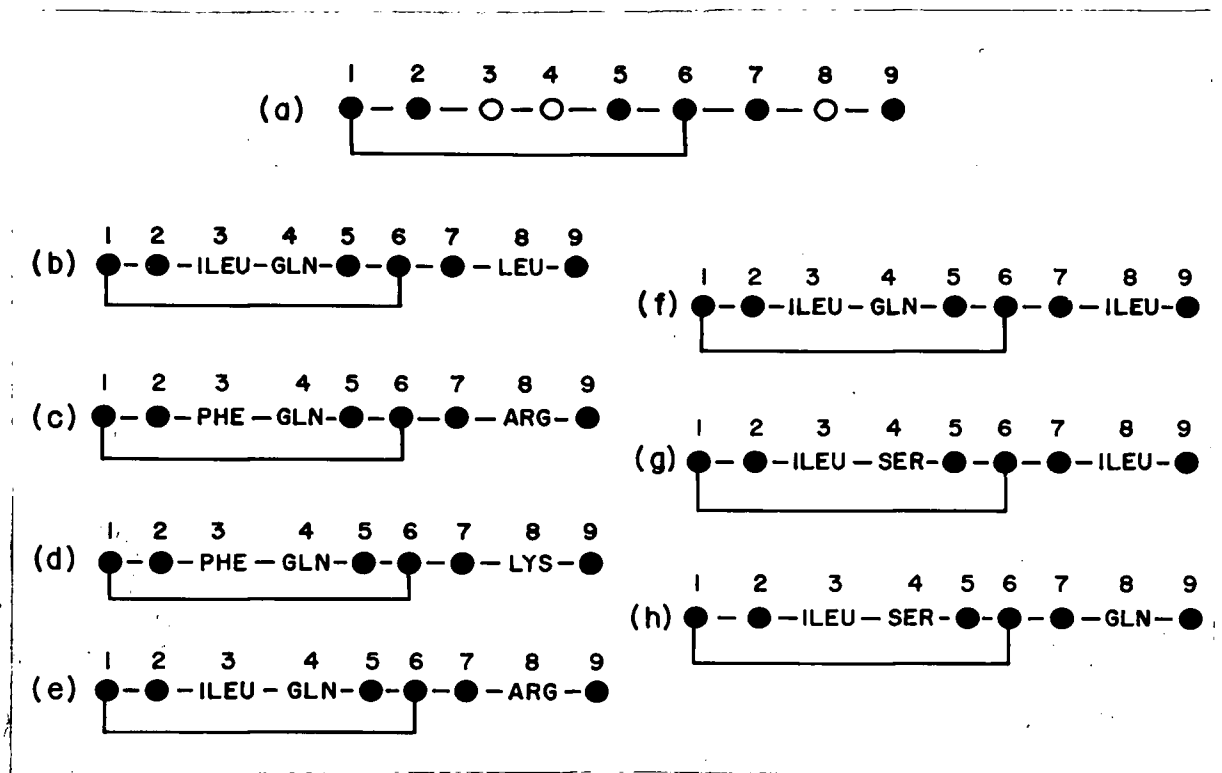 1 2 3 4 5 6 7 8 9
(a)
1 2 3 4 5 6 7 8 9
(b) -ILEU-GLN- -LEU-
1 2 3 4 5 6 7 8 9
(c) -PHE-GLN- -ARG-
1 2 3 4 5 6 7 8 9
(d) -PHE-GLN- -LYS-
1 2 3 4 5 6 7 8 9
(e) -ILEU-GLN- -ARG-
1 2 3 4 5 6 7 8 9
(f) -ILEU-GLN- -ILEU-
1 2 3 4 5 6 7 8 9
(g) -ILEU-SER- -ILEU-
1 2 3 4 5 6 7 8 9
(h) -ILEU-SER- -GLN-